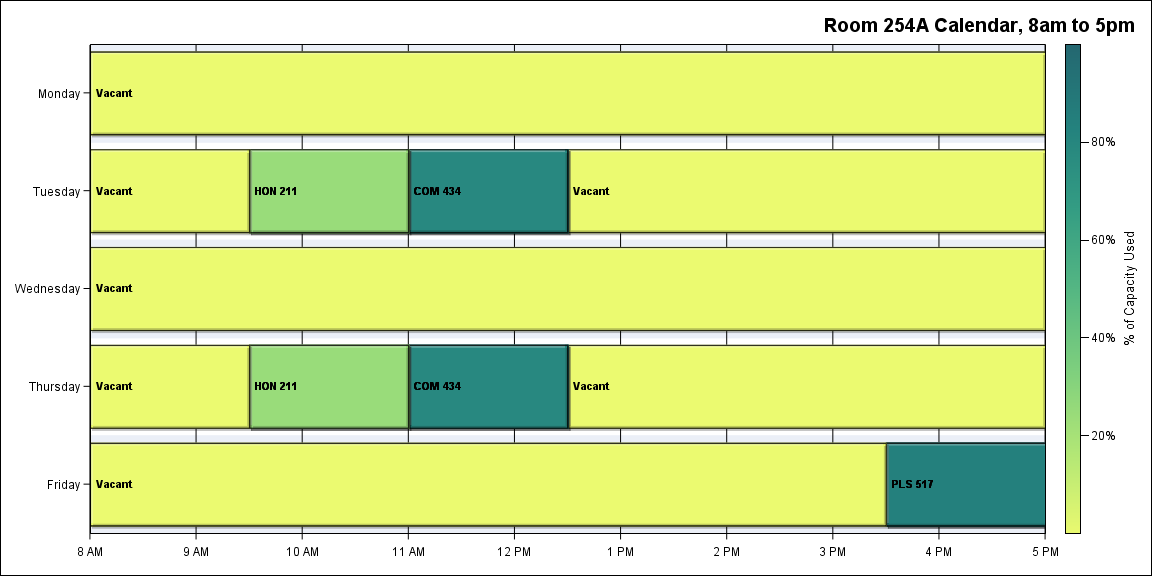 Room 254A Calendar, 8am to 5pm
Monday
Vacant
Tuesday
Vacant
HON 211
COM 434
Vacant
Wednesday
Vacant
Thursday
Vacant
HON 211
COM 434
Vacant
Friday
Vacant
PLS 517
8 AM
9 AM
10 AM
11 AM
12 PM
1 PM
2 PM
3 PM
4 PM
5 PM
80%
60%
40%
20%
% of Capacity Used